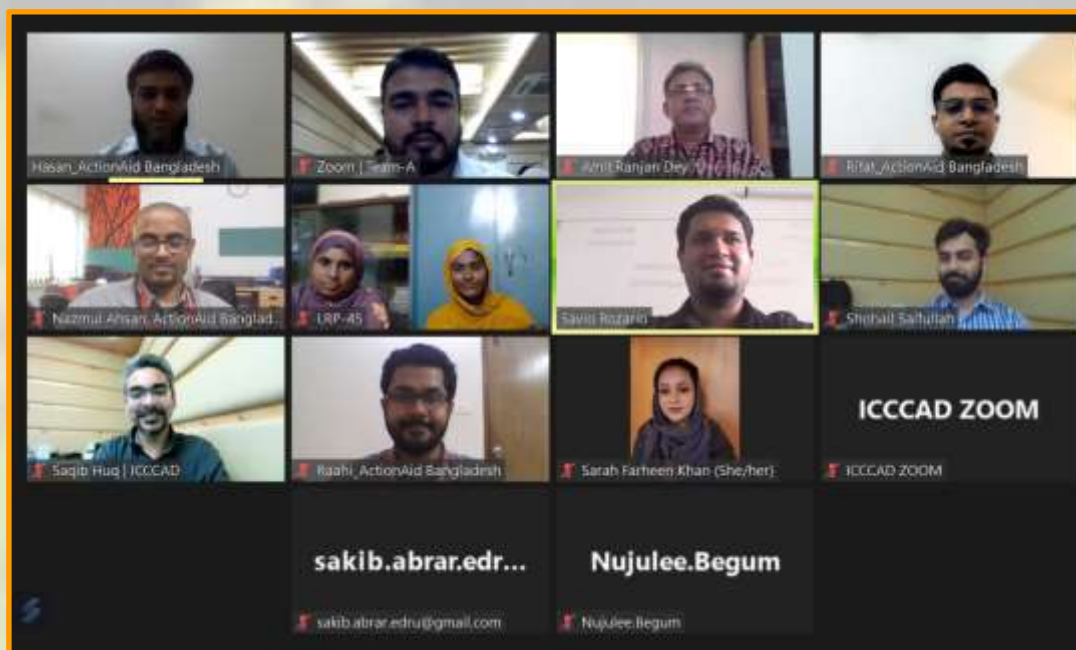 Hasan_ActionAid Bangladesh
Zoom | Team-A
Amit Ranjan Dey
Rifat_ActionAid Bangladesh
Nazmul Ahsan, ActionAid Banglad...
LRP-45
Savio Rozario
Shohail Saifullah
Saqib Huq | ICCCAD
Raahi_ActionAid Bangladesh
Sarah Farheen Khan (She/her)
ICCCAD ZOOM
ICCCAD ZOOM
sakib.abrar.edr...
sakib.abrar.edru@gmail.com
Nujulee.Begum
Nujulee.Begum